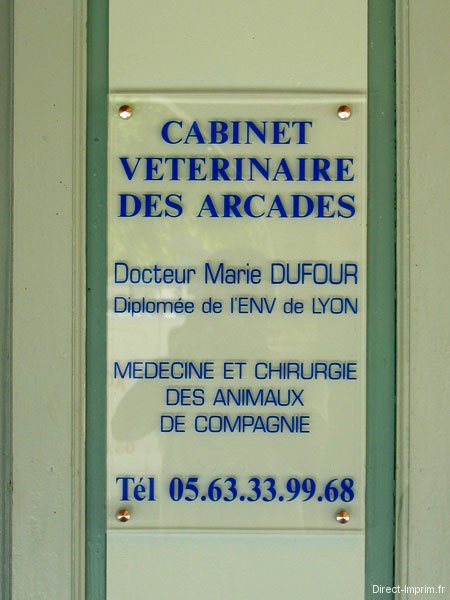 CABINET
VETERINAIRE
DES ARCADES
Docteur Marie DUFOUR
Diplomée de l'ENV de LYON
MEDECINE ET CHIRURGIE
DES ANIMAUX
DE COMPAGNIE
Tél 05.63.33.99.68
Direct-Imprim.fr